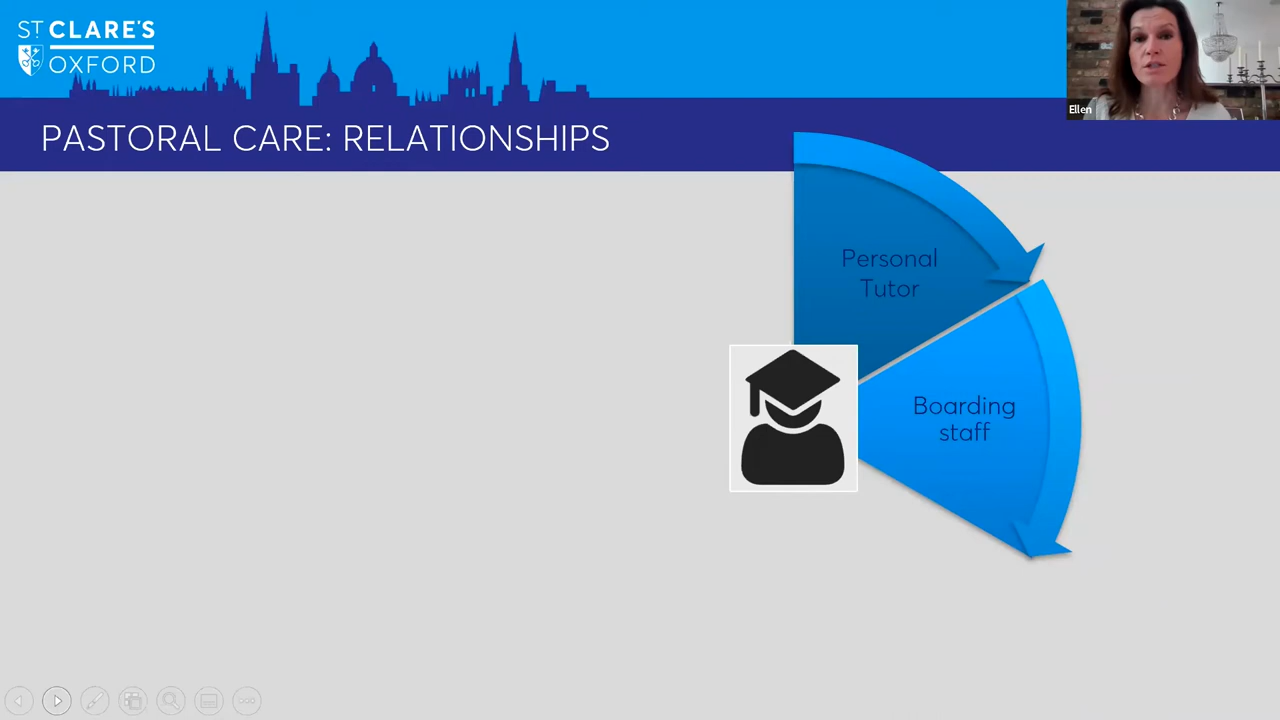 ST CLARE'S
OXFORD
Ellen
PASTORAL CARE: RELATIONSHIPS
Personal
Tutor
Boarding
staff